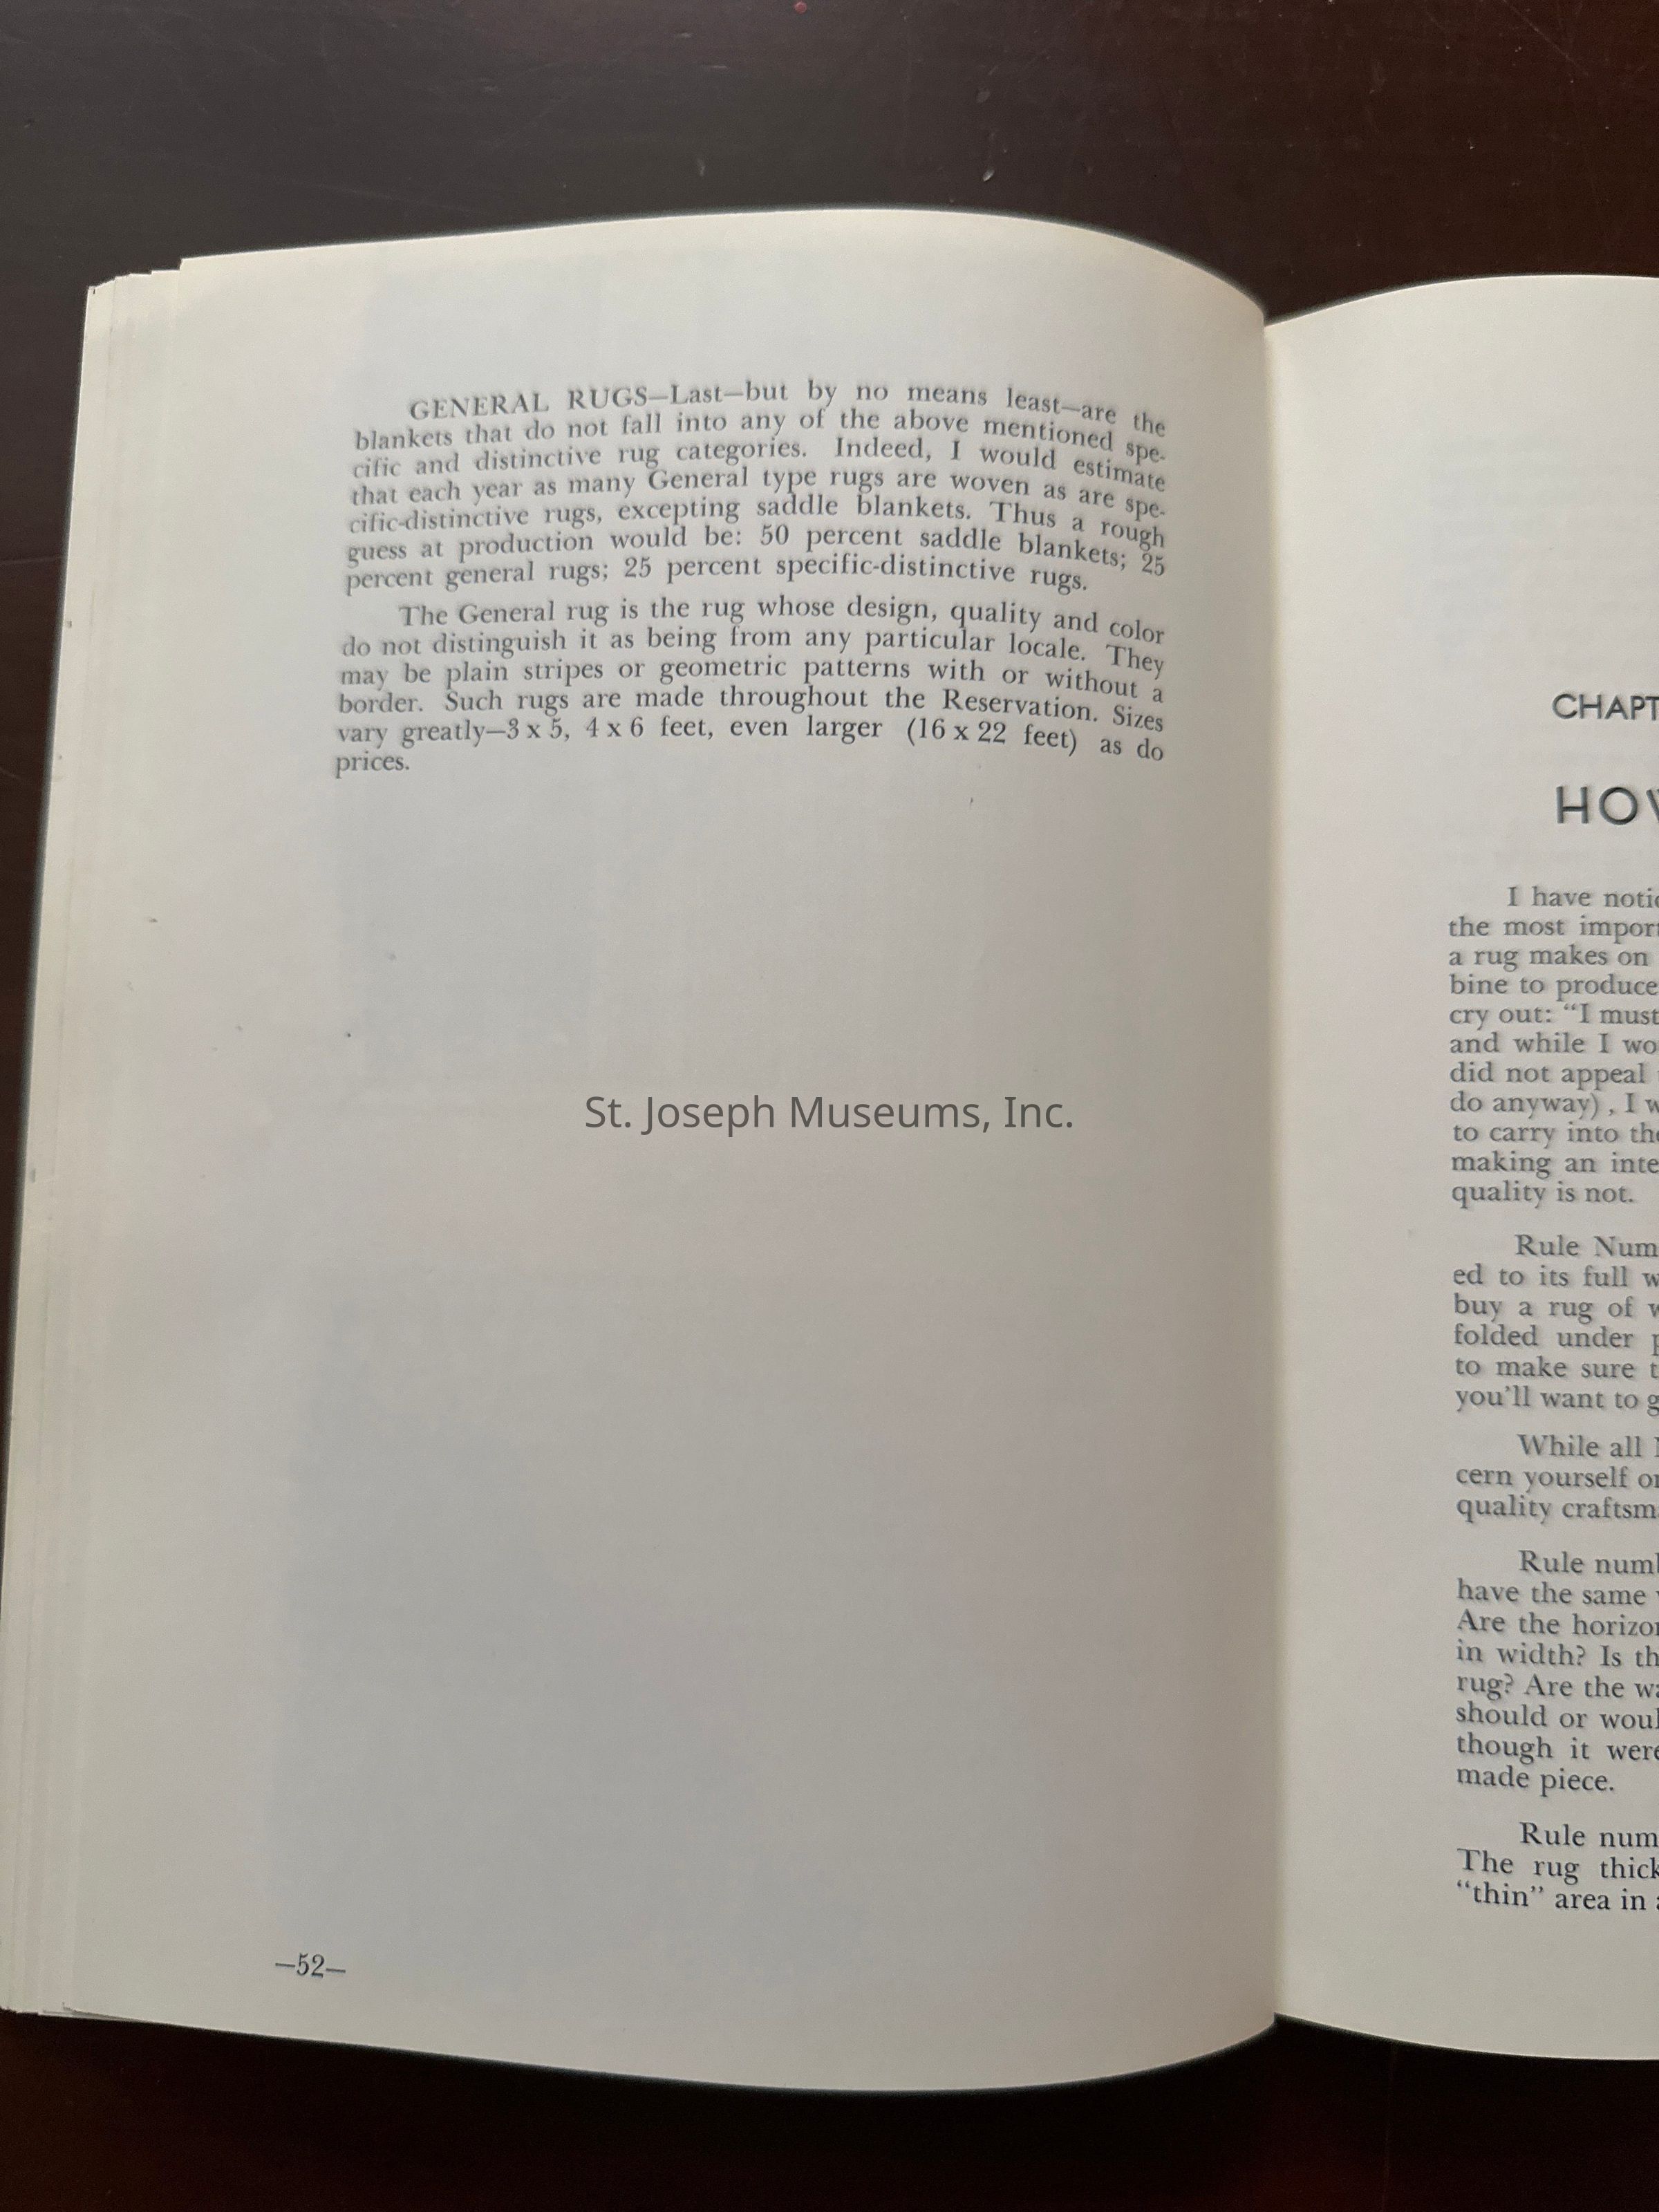 GENERAL RUGS—Last—but by no means least—are the
blankets that do not fall into any of the above mentioned spe-
cific and distinctive rug categories. Indeed, I would estimate
that each year as many General type rugs are woven as are spe-
cific-distinctive rugs, excepting saddle blankets. Thus a rough
guess at production would be: 50 percent saddle blankets; 25
percent general rugs; 25 percent specific-distinctive rugs.
The General rug is the rug whose design, quality and color
do not distinguish it as being from any particular locale. They
may be plain stripes or geometric patterns with or without a
border. Such rugs are made throughout the Reservation. Sizes
vary greatly—3 x 5, 4 x 6 feet, even larger (16 x 22 feet) as do
prices.
St. Joseph Museums, Inc.
—52—
CHAPT
HOW
I have notic
the most import
a rug makes on
bine to produce
cry out: “I must
and while I wo
did not appeal
do anyway), I w
to carry into the
making an inte
quality is not.
Rule Num
ed to its full w
buy a rug of w
folded under p
to make sure t
you’ll want to g
While all
cern yourself or
quality craftsm
Rule numb
have the same
Are the horizon
in width? Is th
rug? Are the wa
should or woul
though it were
made piece.
Rule num
The rug thick
“thin” area in a